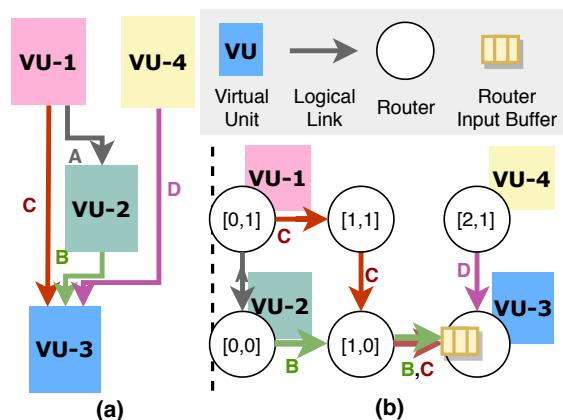 VU-1
VU-4
A
C
D
VU-2
B
VU-3
(a)
VU
Virtual
Unit
Logical
Link
Router
Router
Input Buffer
VU-1
VU-4
[0,1]
C
[1,1]
[2,1]
A
C
D
VU-2
VU-3
[0,0]
B
[1,0]
B,C
(b)